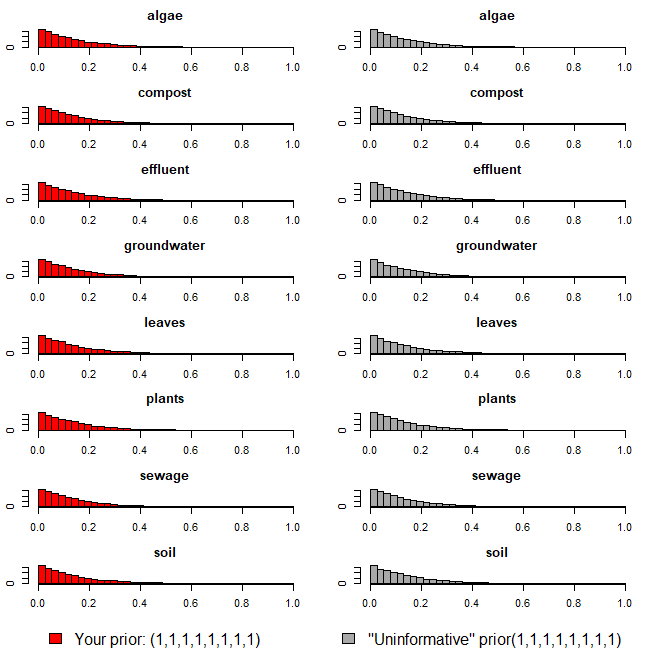 algae algae
0 0
0.0 0.2 0.4 0.6 0.8 1.0 0.0 0.2 0.4 0.6 0.8 1.0
compost compost
0 0
0.0 0.2 0.4 0.6 0.8 1.0 0.0 0.2 0.4 0.6 0.8 1.0
effluent effluent
0 0
0.0 0.2 0.4 0.6 0.8 1.0 0.0 0.2 0.4 0.6 0.8 1.0
groundwater groundwater
0 0
0.0 0.2 0.4 0.6 0.8 1.0 0.0 0.2 0.4 0.6 0.8 1.0
leaves leaves
0 0
0.0 0.2 0.4 0.6 0.8 1.0 0.0 0.2 0.4 0.6 0.8 1.0
plants plants
0 0
0.0 0.2 0.4 0.6 0.8 1.0 0.0 0.2 0.4 0.6 0.8 1.0
sewage sewage
0 0
0.0 0.2 0.4 0.6 0.8 1.0 0.0 0.2 0.4 0.6 0.8 1.0
soil soil
0 0
0.0 0.2 0.4 0.6 0.8 1.0 0.0 0.2 0.4 0.6 0.8 1.0
Your prior: (1,1,1,1,1,1,1,1) "Uninformative" prior(1,1,1,1,1,1,1,1)